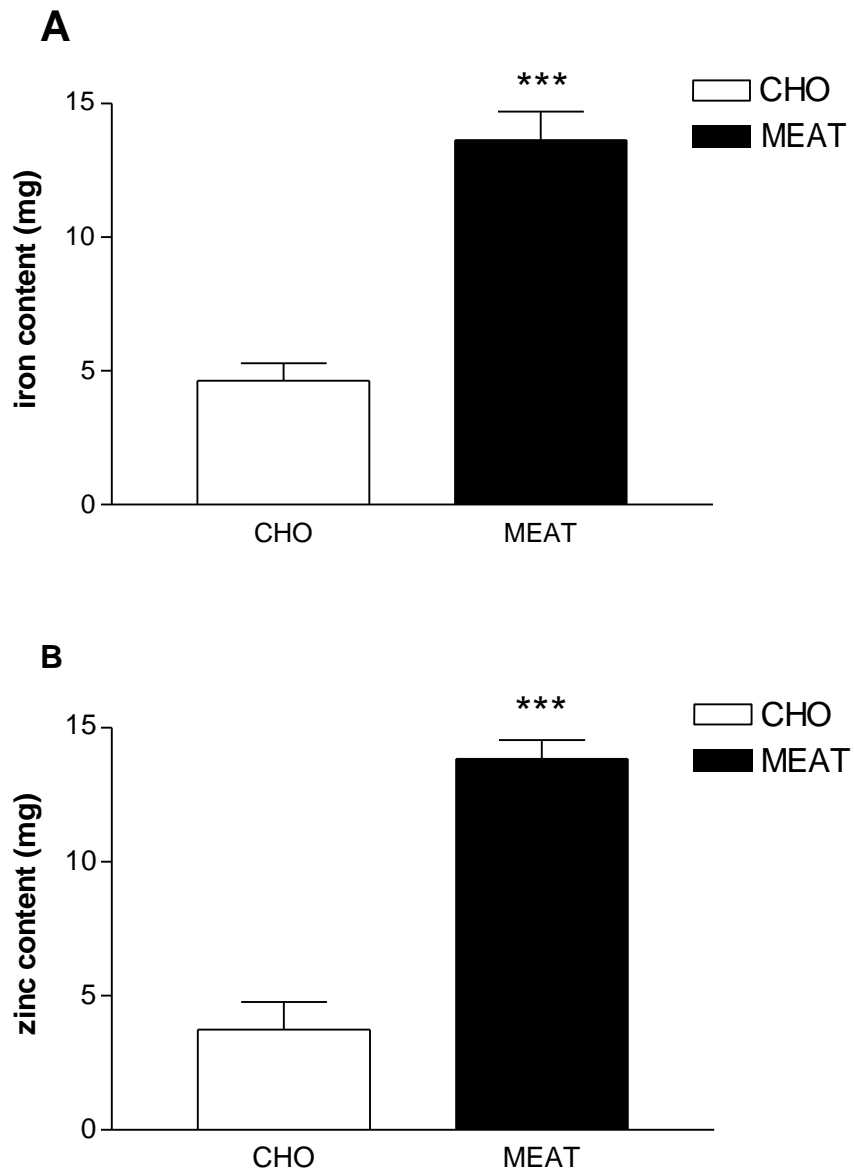 A
***
CHO
MEAT
15
10
5
0
iron content (mg)
CHO MEAT
B
***
CHO
MEAT
15
10
5
0
zinc content (mg)
CHO MEAT